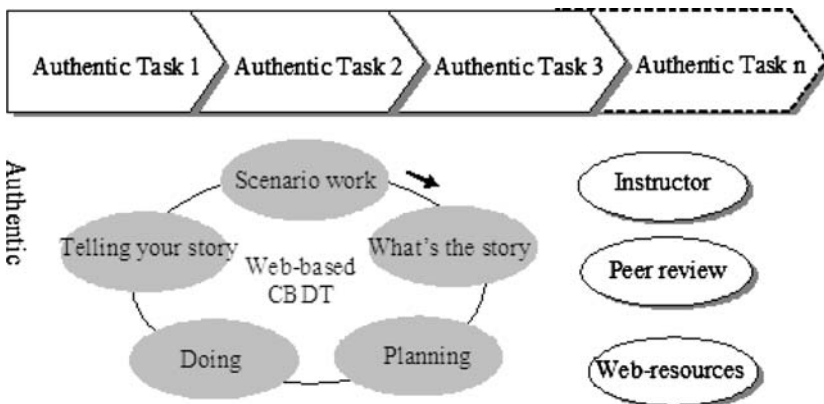 Authentic Task 1
Authentic Task 2
Authentic Task 3
Authentic Task n
Authentic
Scenario work
What's the story
Planning
Doing
Telling your story
Web-based
CBDT
Instructor
Peer review
Web-resources